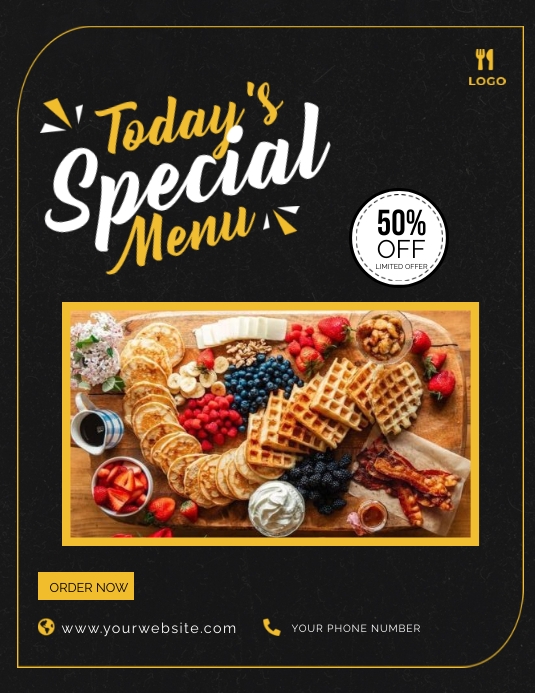 LOGO
Today's
Special
Menu
50%
OFF
LIMITED OFFER
ORDER NOW
www.yourwebsite.com
YOUR PHONE NUMBER